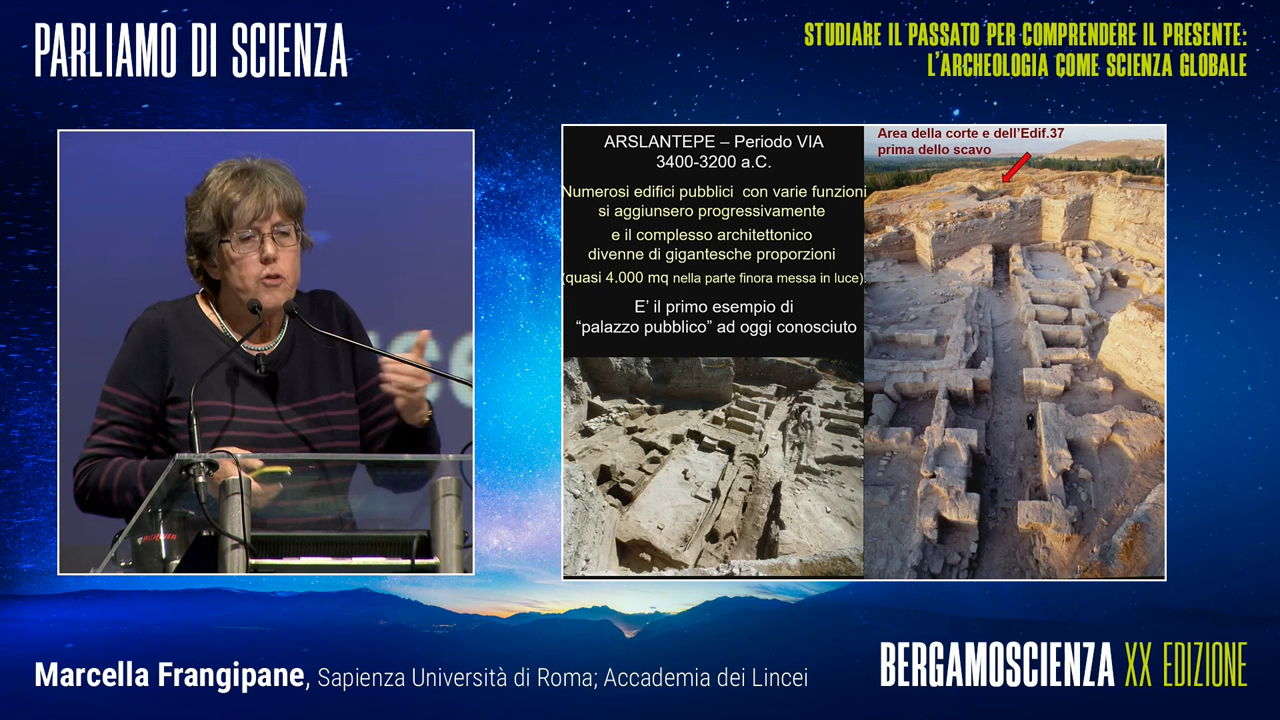 PARLIAMO DI SCIENZA
STUDIARE IL PASSATO PER COMPRENDERE IL PRESENTE:
L'ARCHEOLOGIA COME SCIENZA GLOBALE
ARSLANTEPE – Periodo VIA
3400-3200 a.C.
Numerosi edifici pubblici con varie funzioni
si aggiunsero progressivamente
e il complesso architettonico
divenne di gigantesche proporzioni
(quasi 4.000 mq nella parte finora messa in luce).
E' il primo esempio di
"palazzo pubblico" ad oggi conosciuto
Area della corte e dell'Edif.37
prima dello scavo
Marcella Frangipane, Sapienza Università di Roma; Accademia dei Lincei
BERGAMOSCIENZA XX EDIZIONE